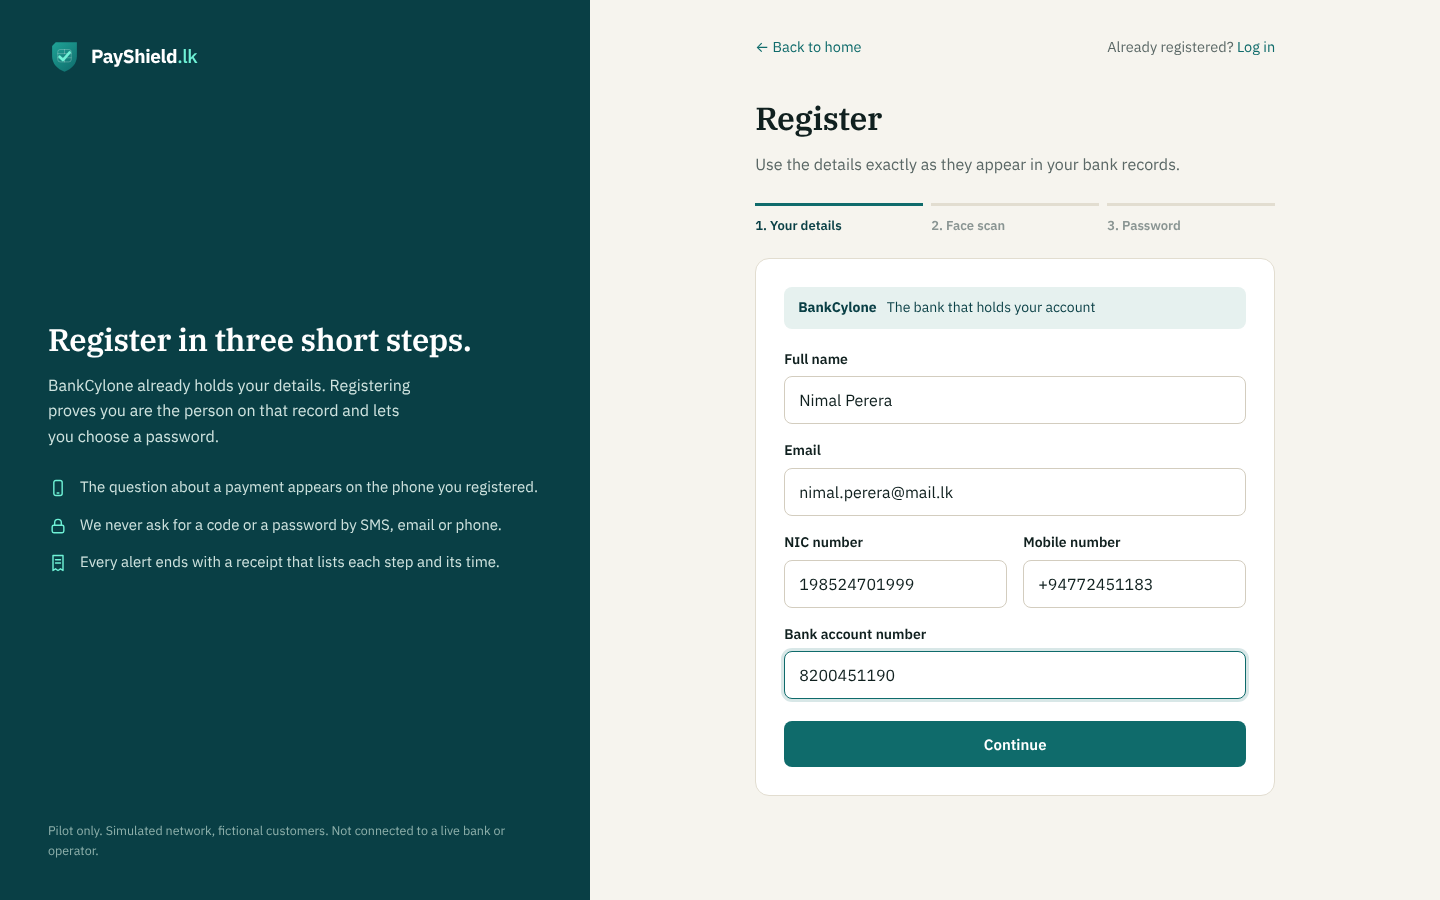 PayShield.lk
Register in three short steps.
BankCylone already holds your details. Registering
proves you are the person on that record and lets
you choose a password.
The question about a payment appears on the phone you registered.
We never ask for a code or a password by SMS, email or phone.
Every alert ends with a receipt that lists each step and its time.
Pilot only. Simulated network, fictional customers. Not connected to a live bank or
operator.
← Back to home
Already registered? Log in
Register
Use the details exactly as they appear in your bank records.
1. Your details
2. Face scan
3. Password
BankCylone The bank that holds your account
Full name
Nimal Perera
Email
nimal.perera@mail.lk
NIC number
198524701999
Mobile number
+94772451183
Bank account number
8200451190
Continue